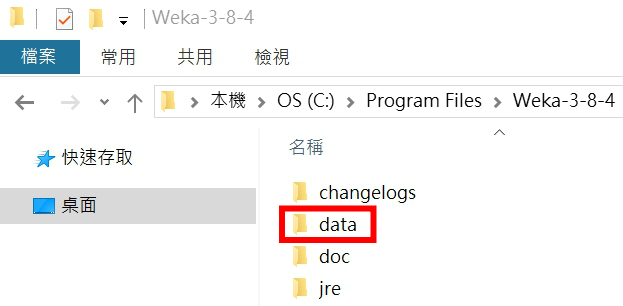 Weka-3-8-4
檔案 常用 共用 檢視
本機 OS (C:) Program Files Weka-3-8-4
快速存取
桌面
名稱
changelogs
data
doc
jre